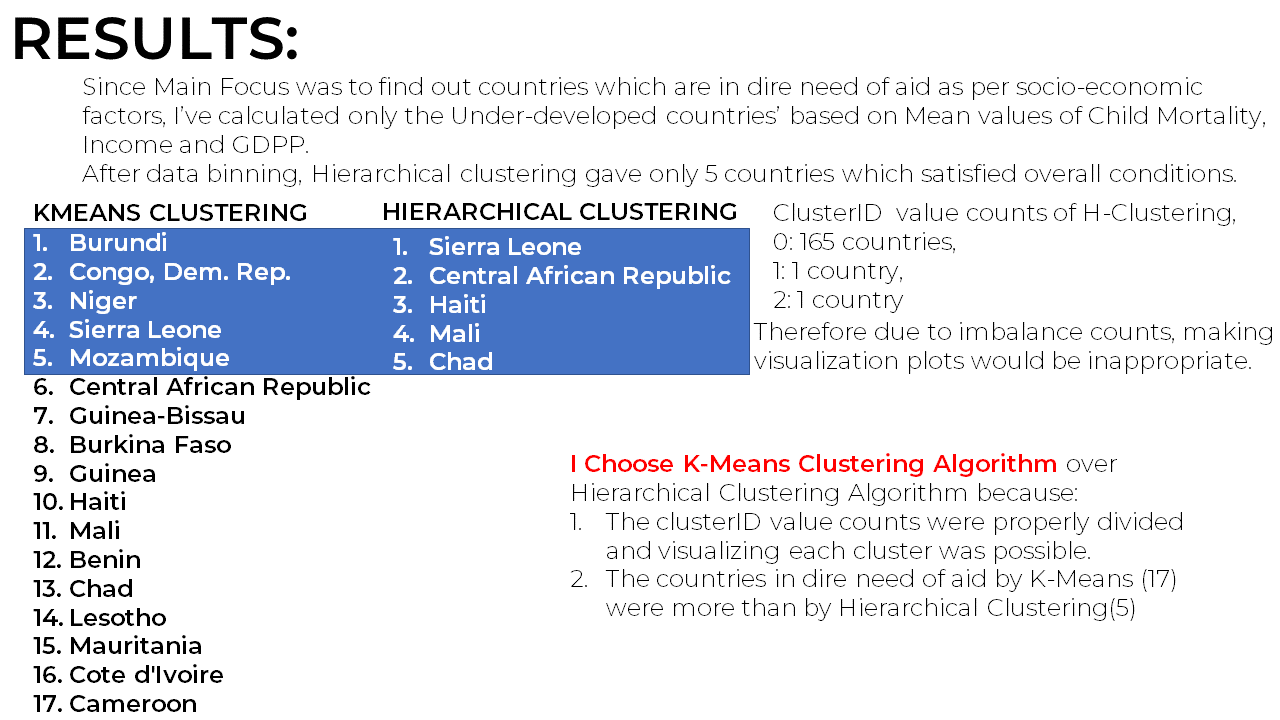 RESULTS:
Since Main Focus was to find out countries which are in dire need of aid as per socio-economic
factors, I've calculated only the Under-developed countries' based on Mean values of Child Mortality,
Income and GDPP.
After data binning, Hierarchical clustering gave only 5 countries which satisfied overall conditions.
KMEANS CLUSTERING
1. Burundi
2. Congo, Dem. Rep.
3. Niger
4. Sierra Leone
5. Mozambique
6. Central African Republic
7. Guinea-Bissau
8. Burkina Faso
9. Guinea
10. Haiti
11. Mali
12. Benin
13. Chad
14. Lesotho
15. Mauritania
16. Cote d'Ivoire
17. Cameroon
HIERARCHICAL CLUSTERING
1. Sierra Leone
2. Central African Republic
3. Haiti
4. Mali
5. Chad
ClusterID value counts of H-Clustering,
0: 165 countries,
1: 1 country,
2: 1 country
Therefore due to imbalance counts, making
visualization plots would be inappropriate.
I Choose K-Means Clustering Algorithm over
Hierarchical Clustering Algorithm because:
1. The clusterID value counts were properly divided
and visualizing each cluster was possible.
2. The countries in dire need of aid by K-Means (17)
were more than by Hierarchical Clustering(5)